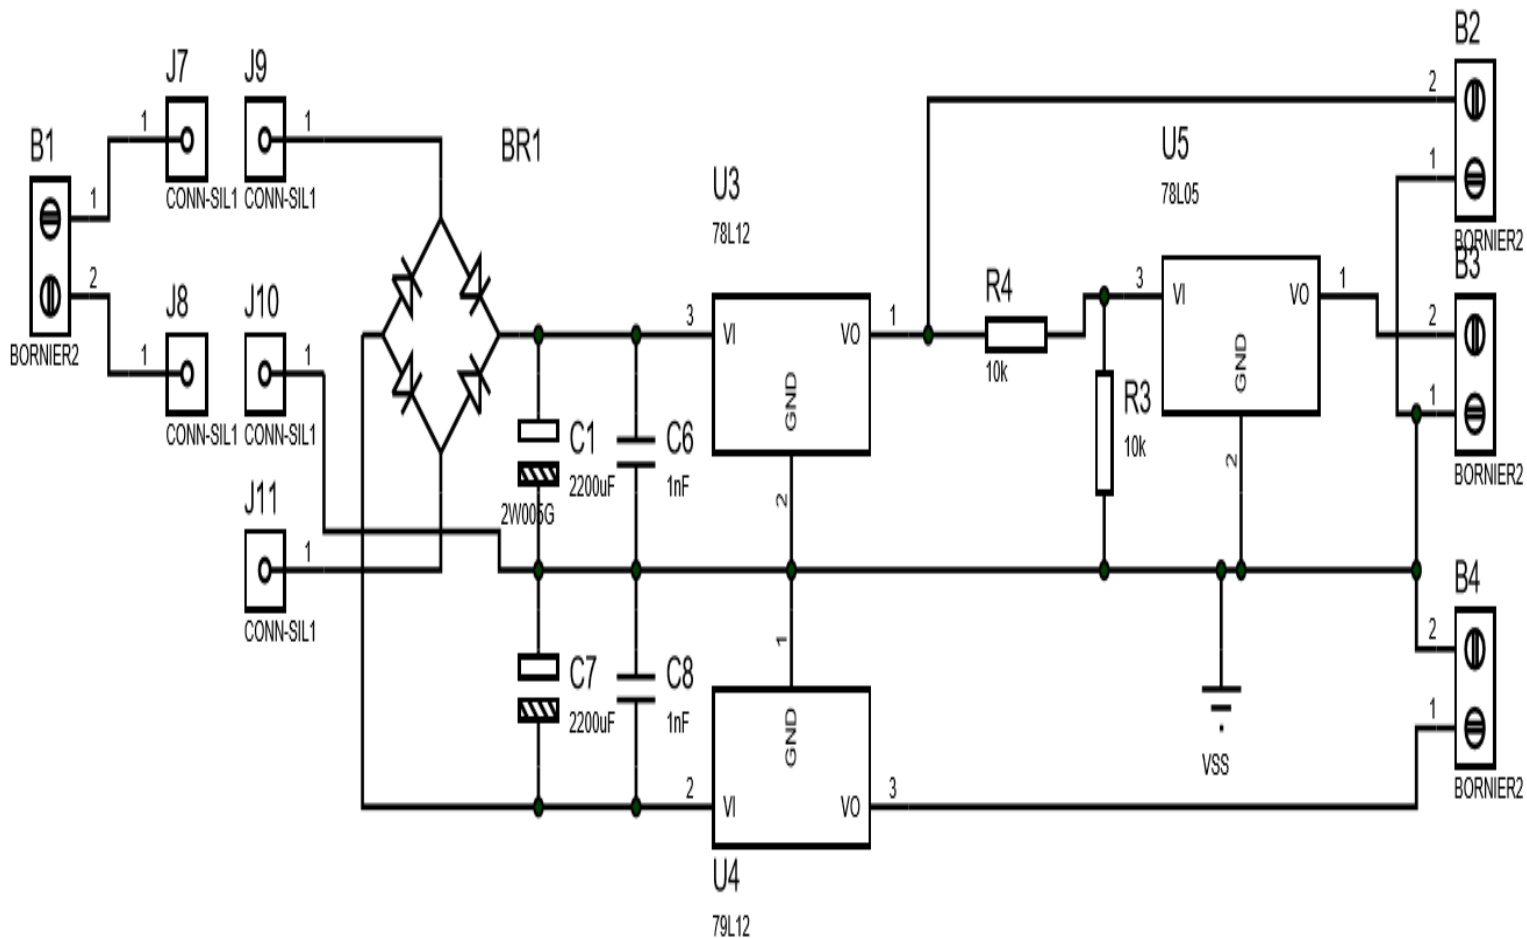 B2
J7
J9
2
1
1
U5
B1
BR1
1
U3
78L05
1
CONN-SIL1
CONN-SIL1
78L12
BORNIER2
B3
2
J8
J10
R4
3
VI
VO
1
3
VI
VO
1
2
BORNIER2
1
1
10k
GND
GND
R3
1
CONN-SIL1
CONN-SIL1
C1
C6
10k
2
BORNIER2
J11
2200uF
1nF
2
2W005G
1
B4
CONN-SIL1
1
2
C7
C8
2200uF
1nF
GND
1
VSS
2
VI
VO
3
BORNIER2
U4
79L12